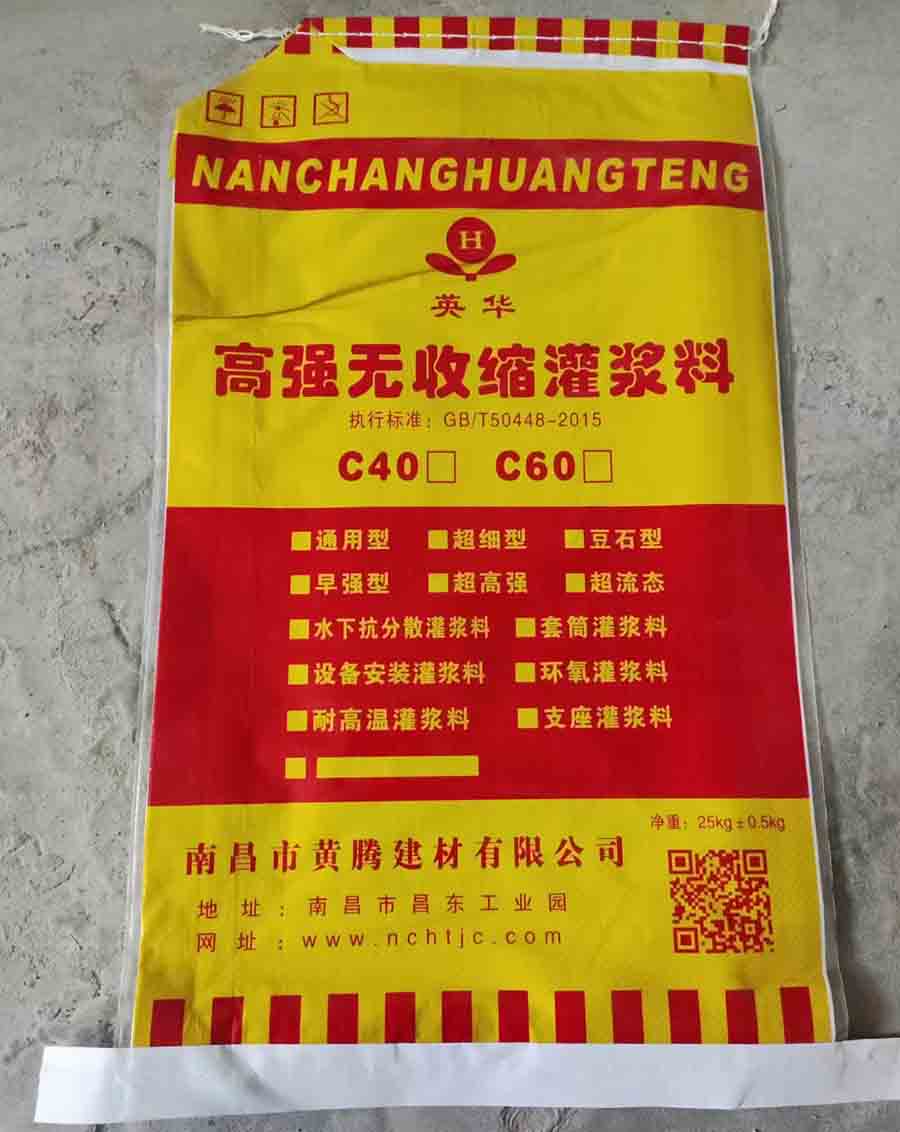 NANCHANGHUANGTENG
H
英华
高强无收缩灌浆料
执行标准：GB/T50448-2015
C40□ C60□
■通用型 ■超细型 ■豆石型
■早强型 ■超高强 ■超流态
■水下抗分散灌浆料 ■套筒灌浆料
■设备安装灌浆料 ■环氧灌浆料
■耐高温灌浆料 ■支座灌浆料
净重：25kg±0.5kg
南昌市黄腾建材有限公司
地址：南昌市昌东工业园
网址：www.nchtjc.com